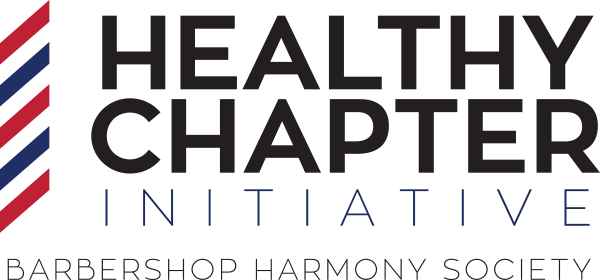 HEALTHY
CHAPTER
INITIATIVE
BARBERSHOP HARMONY SOCIETY